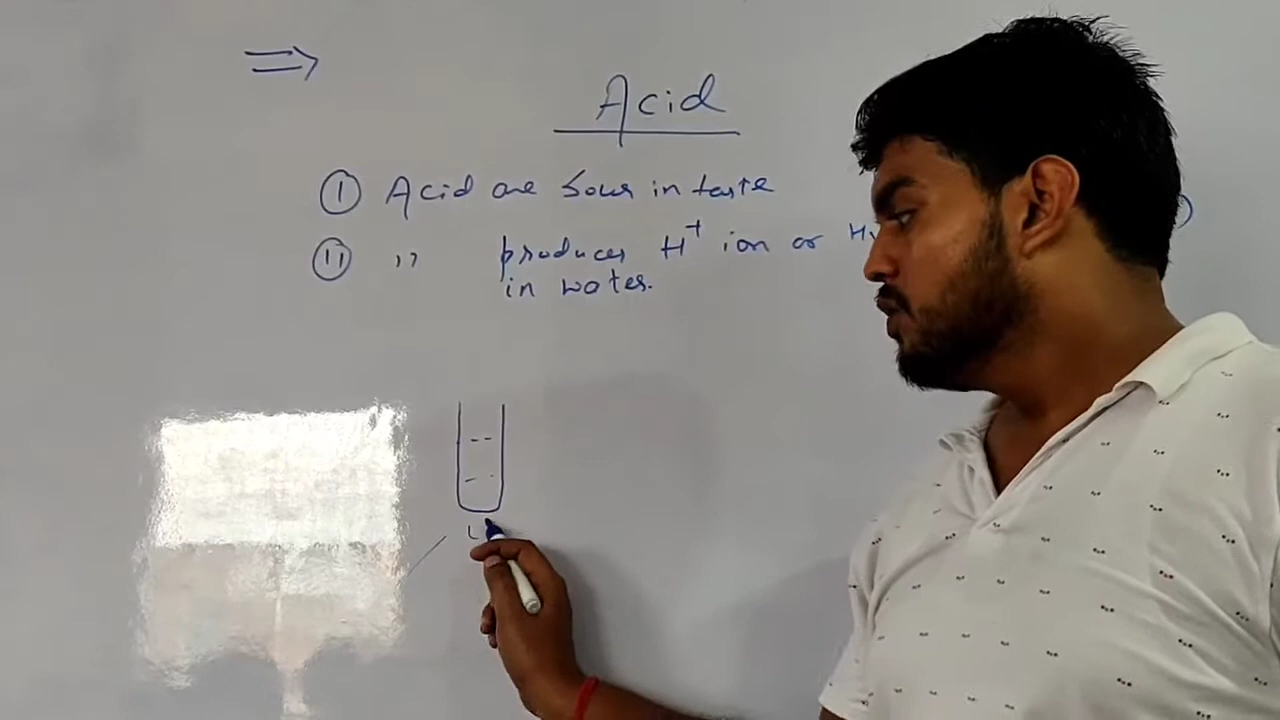 ⇒
Acid
① Acid are Sour in taste
⑪ ,, produces H⁺ ion or
in water.